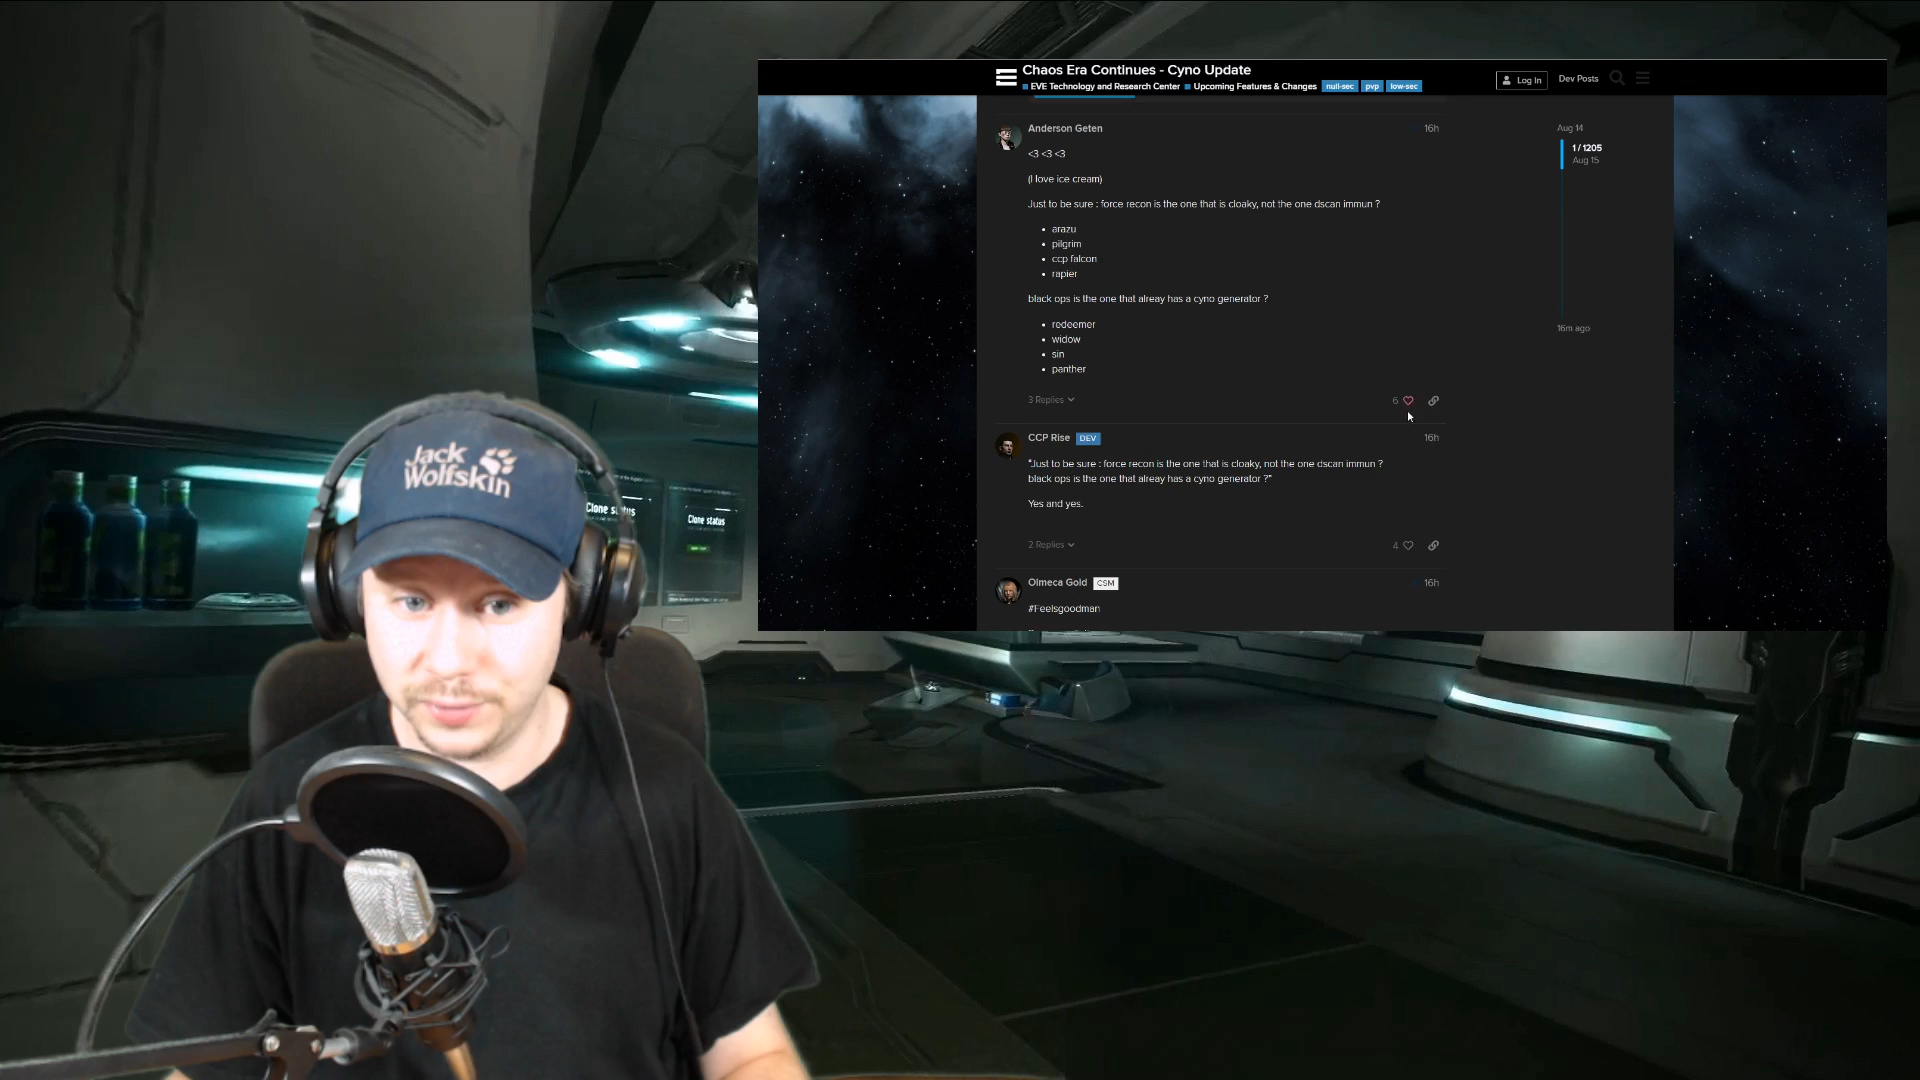 Chaos Era Continues - Cyno Update
EVE Technology and Research Center Upcoming Features & Changes null-sec pvp low-sec
Log In Dev Posts
Anderson Geten 16h
<3 <3 <3
(I love ice cream)
Just to be sure : force recon is the one that is cloaky, not the one dscan immun ?
• arazu
• pilgrim
• ccp falcon
• rapier
black ops is the one that alreay has a cyno generator ?
• redeemer
• widow
• sin
• panther
3 Replies 6
CCP Rise DEV 16h
"Just to be sure : force recon is the one that is cloaky, not the one dscan immun ?
black ops is the one that alreay has a cyno generator ?"
Yes and yes.
2 Replies 4
Olmeca Gold CSM 16h
#Feelsgoodman
Aug 14
1 / 1205
Aug 15
16m ago
Jack
Wolfskin
Clone status
Clone status